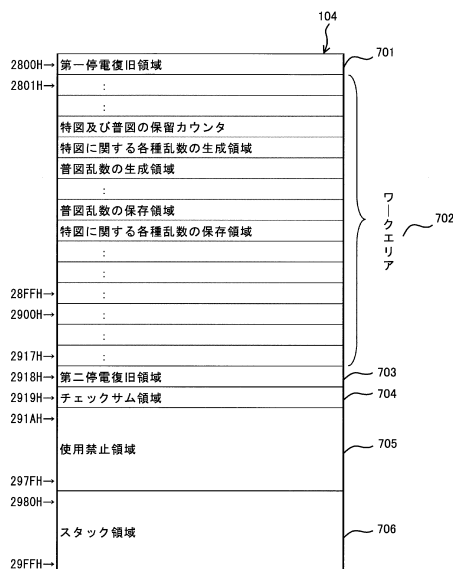 104
2800H→ 第一停電復旧領域 701
2801H→ :
:
特図及び普図の保留カウンタ
特図に関する各種乱数の生成領域
普図乱数の生成領域
:
普図乱数の保存領域
特図に関する各種乱数の保存領域
:
:
28FFH→ :
2900H→ :
:
2917H→ :
ワークエリア 702
2918H→ 第二停電復旧領域 703
2919H→ チェックサム領域 704
291AH→
使用禁止領域 705
297FH→
2980H→
スタック領域 706
29FFH→